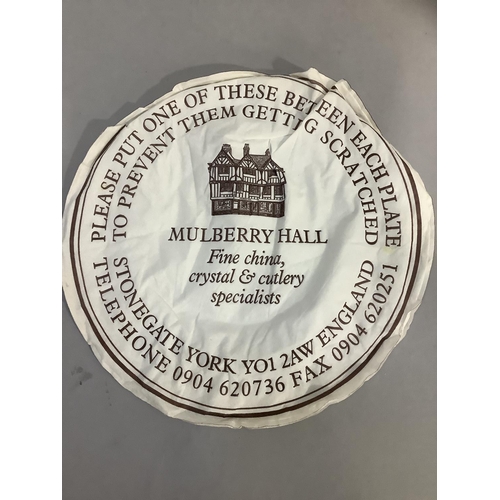 PLEASE PUT ONE OF THESE BETEEN EACH PLATE
TO PREVENT THEM GETTIG SCRATCHED
MULBERRY HALL
Fine china,
crystal & cutlery
specialists
STONEGATE YORK YO1 2AW ENGLAND
TELEPHONE 0904 620736 FAX 0904 620251